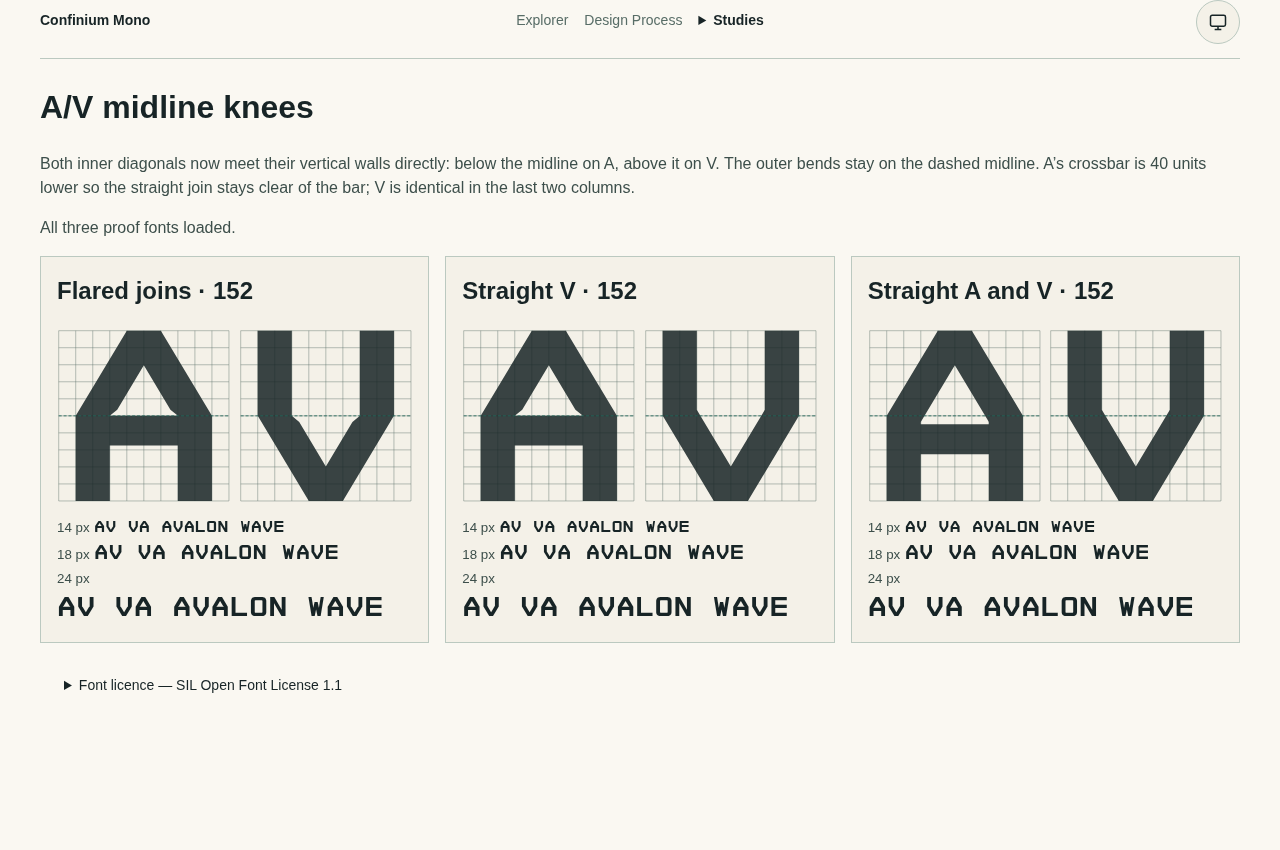 Confinium Mono
Explorer Design Process Studies
A/V midline knees
Both inner diagonals now meet their vertical walls directly: below the midline on A, above it on V. The outer bends stay on the dashed midline. A's crossbar is 40 units
lower so the straight join stays clear of the bar; V is identical in the last two columns.
All three proof fonts loaded.
Flared joins · 152
AV
14 px AV VA AVALON WAVE
18 px AV VA AVALON WAVE
24 px
AV VA AVALON WAVE
Straight V · 152
AV
14 px AV VA AVALON WAVE
18 px AV VA AVALON WAVE
24 px
AV VA AVALON WAVE
Straight A and V · 152
AV
14 px AV VA AVALON WAVE
18 px AV VA AVALON WAVE
24 px
AV VA AVALON WAVE
Font licence — SIL Open Font License 1.1